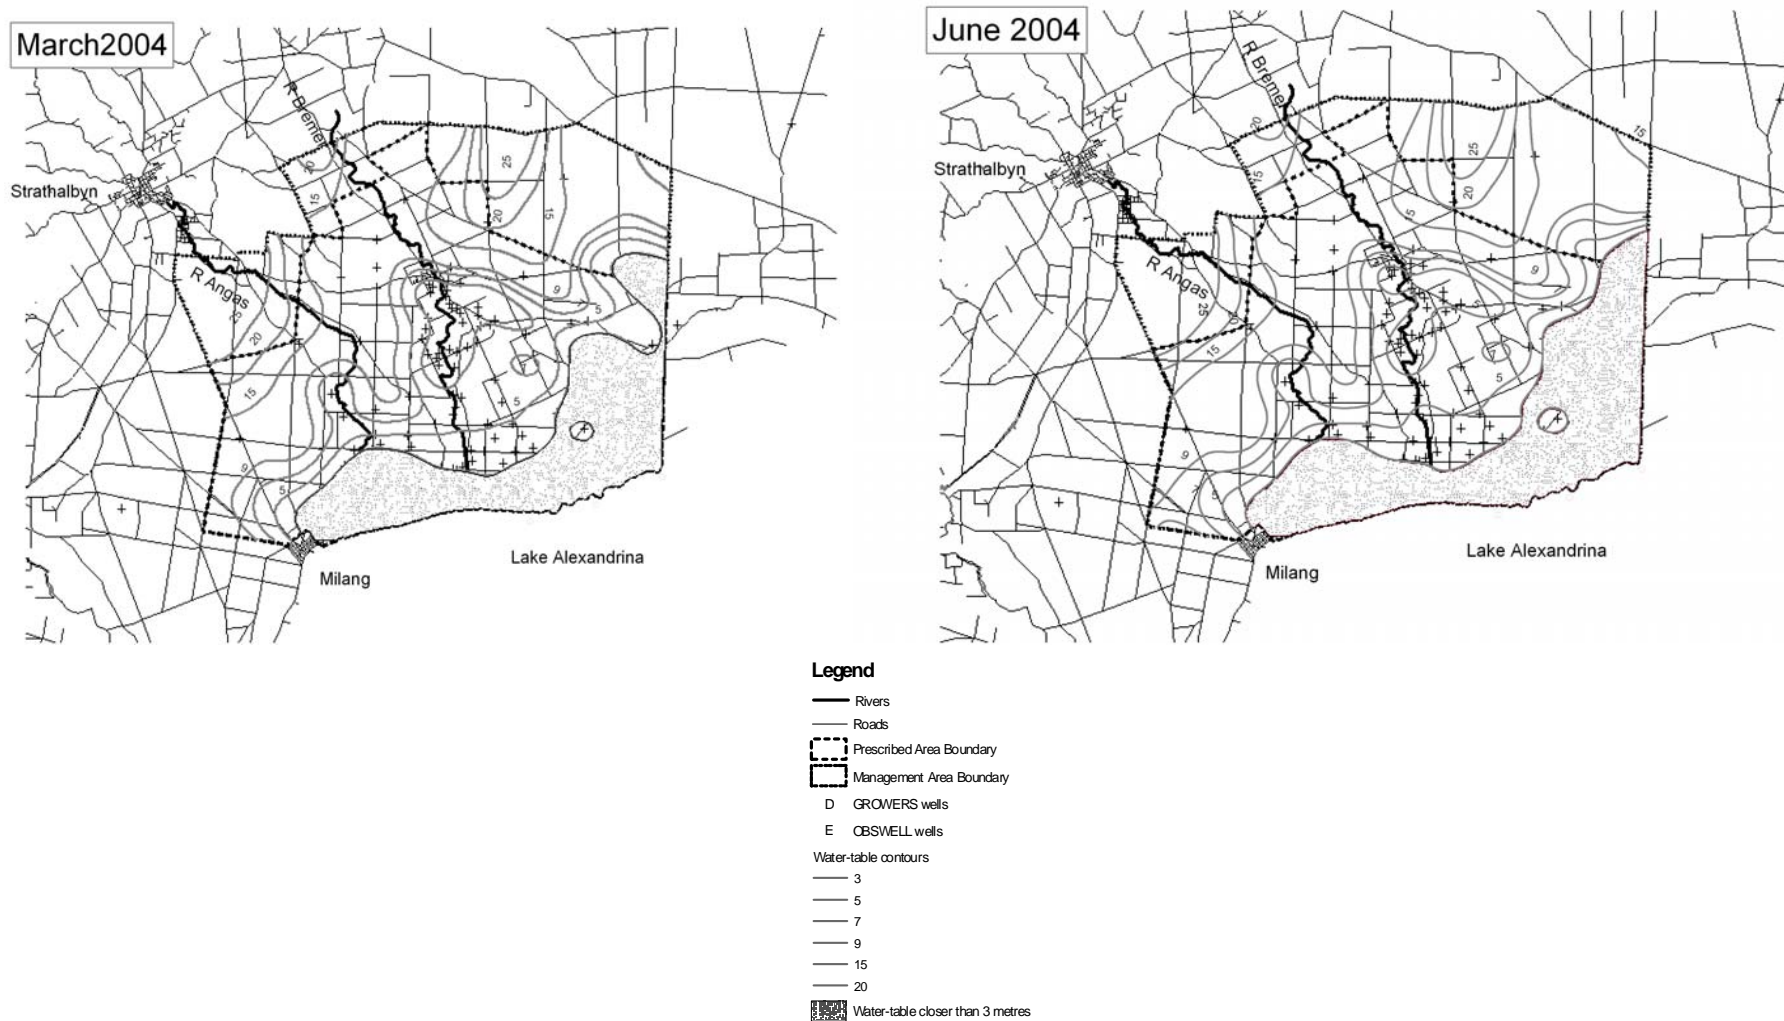 March2004
R Bremer
Strathalbyn
R Angas
20
15
25
20
15
25
20
15
9
5
7
5
9
5
Lake Alexandrina
Milang
June 2004
R Bremer
Strathalbyn
R Angas
20
15
25
20
15
15
25
20
15
9
5
7
5
9
5
Lake Alexandrina
Milang
Legend
Rivers
Roads
Prescribed Area Boundary
Management Area Boundary
D GROWERS wells
E OBSWELL wells
Water-table contours
3
5
7
9
15
20
Water-table closer than 3 metres